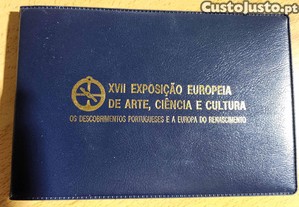 CustoJusto.pt
XVII EXPOSIÇÃO EUROPEIA
DE ARTE, CIÊNCIA E CULTURA
OS DESCOBRIMENTOS PORTUGUESES E A EUROPA DO RENASCIMENTO